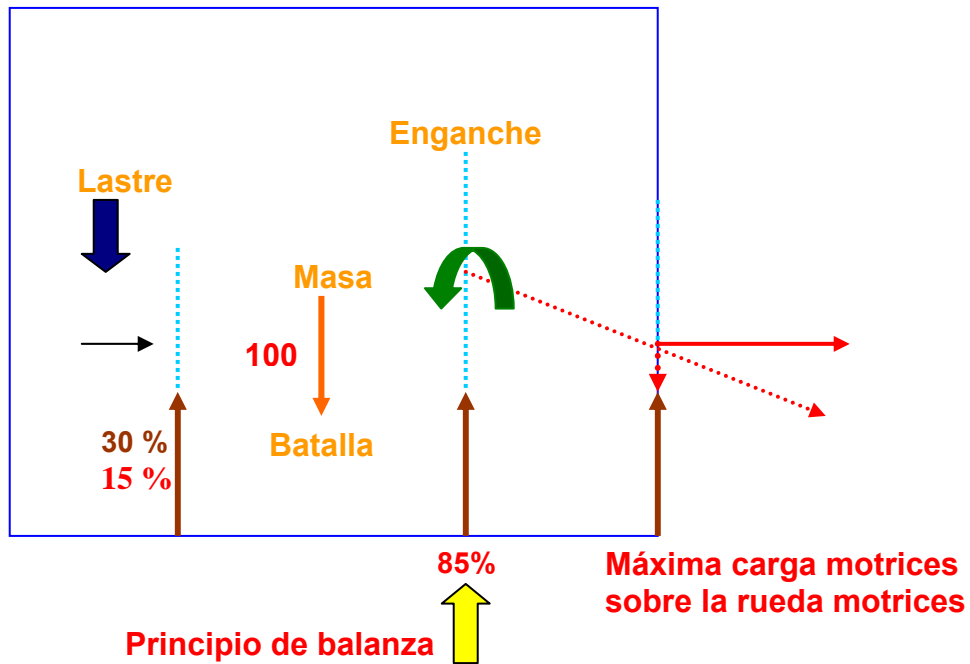 Enganche
Lastre
Masa
100
Batalla
30 %
15 %
85%
Máxima carga motrices
sobre la rueda motrices
Principio de balanza